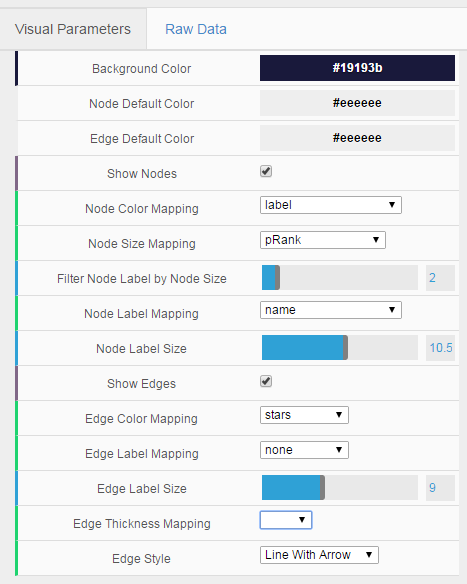 Visual Parameters Raw Data
Background Color #19193b
Node Default Color #eeeeee
Edge Default Color #eeeeee
Show Nodes
Node Color Mapping label
Node Size Mapping pRank
Filter Node Label by Node Size 2
Node Label Mapping name
Node Label Size 10.5
Show Edges
Edge Color Mapping stars
Edge Label Mapping none
Edge Label Size 9
Edge Thickness Mapping
Edge Style Line With Arrow